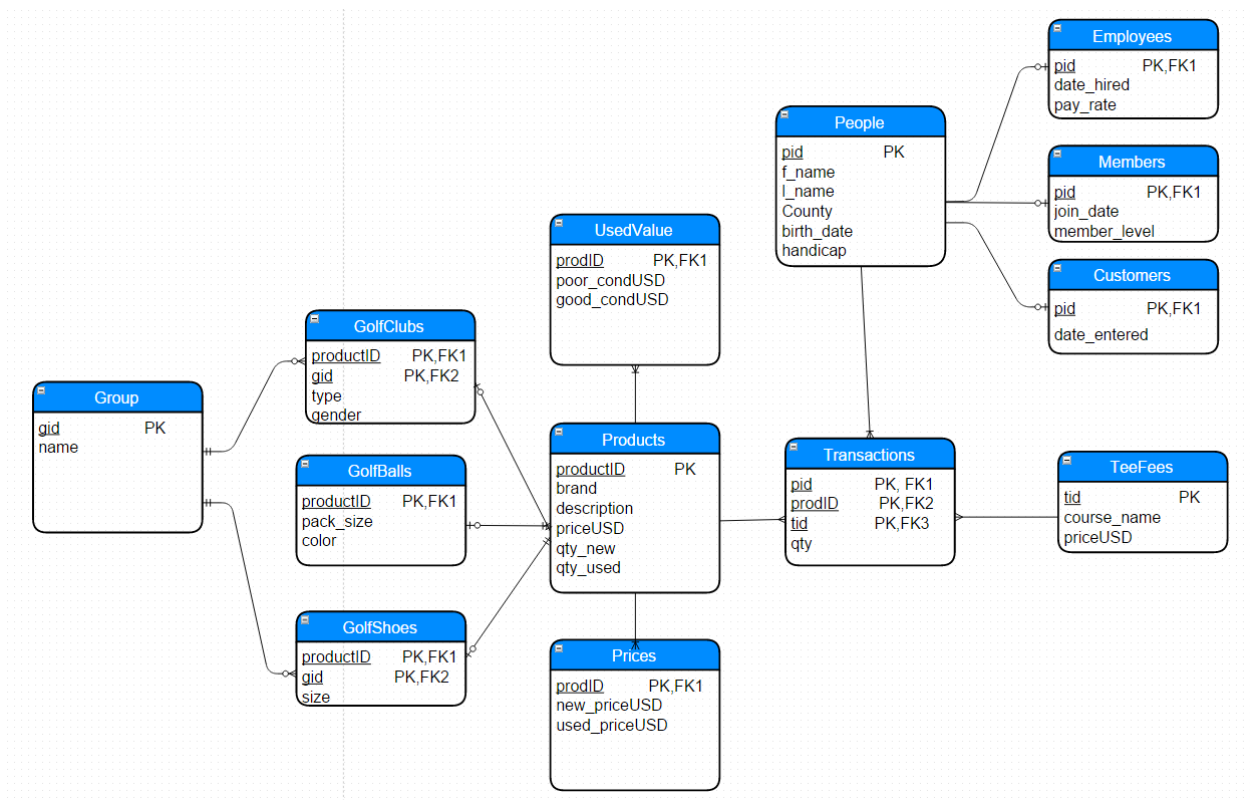 Employees
pid PK,FK1
date_hired
pay_rate
People
pid PK
f_name
l_name
County
birth_date
handicap
Members
pid PK,FK1
join_date
member_level
Customers
pid PK,FK1
date_entered
UsedValue
prodID PK,FK1
poor_condUSD
good_condUSD
GolfClubs
productID PK,FK1
gid PK,FK2
type
gender
Group
gid PK
name
GolfBalls
productID PK,FK1
pack_size
color
GolfShoes
productID PK,FK1
gid PK,FK2
size
Products
productID PK
brand
description
priceUSD
qty_new
qty_used
Prices
prodID PK,FK1
new_priceUSD
used_priceUSD
Transactions
pid PK, FK1
prodID PK,FK2
tid PK,FK3
qty
TeeFees
tid PK
course_name
priceUSD